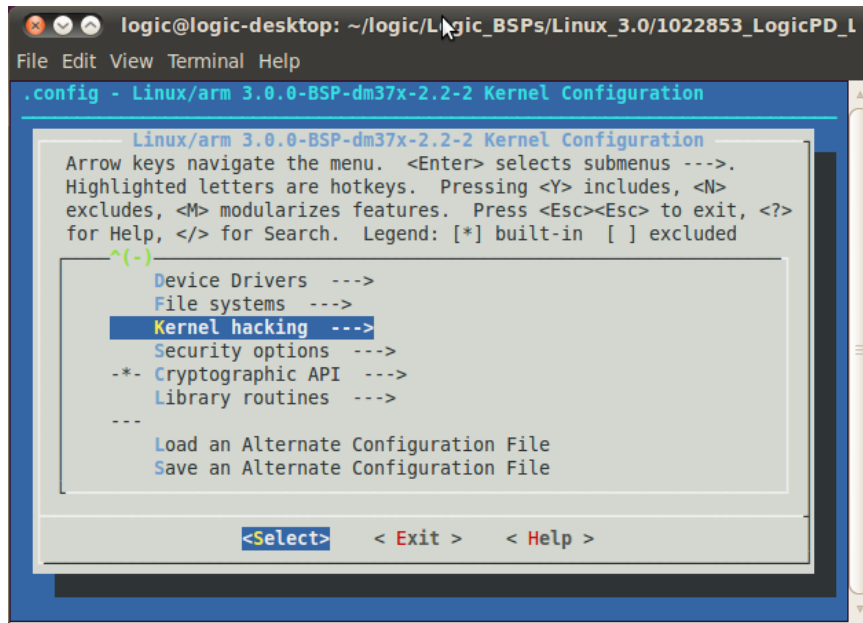 logic@logic-desktop: ~/logic/Logic_BSPs/Linux_3.0/1022853_LogicPD_L
File Edit View Terminal Help
.config - Linux/arm 3.0.0-BSP-dm37x-2.2-2 Kernel Configuration
Linux/arm 3.0.0-BSP-dm37x-2.2-2 Kernel Configuration
Arrow keys navigate the menu.  <Enter> selects submenus --->.
Highlighted letters are hotkeys.  Pressing <Y> includes, <N>
excludes, <M> modularizes features.  Press <Esc><Esc> to exit, <?>
for Help, </> for Search.  Legend: [*] built-in  [ ] excluded
^(-)
Device Drivers  --->
File systems  --->
Kernel hacking  --->
Security options  --->
-*- Cryptographic API  --->
Library routines  --->
---
Load an Alternate Configuration File
Save an Alternate Configuration File
<Select>    < Exit >    < Help >